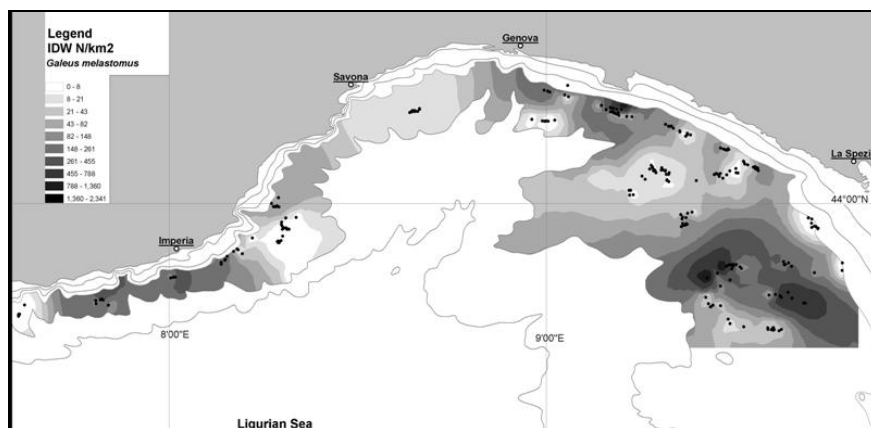 Legend
IDW N/km2
Galeus melastomus
0 - 8
8 - 21
21 - 43
43 - 82
82 - 148
148 - 261
261 - 455
455 - 788
788 - 1,360
1,360 - 2,341
Genova
Savona
La Spezi
44°00'N
Imperia
8'00"E
9'00"E
Ligurian Sea